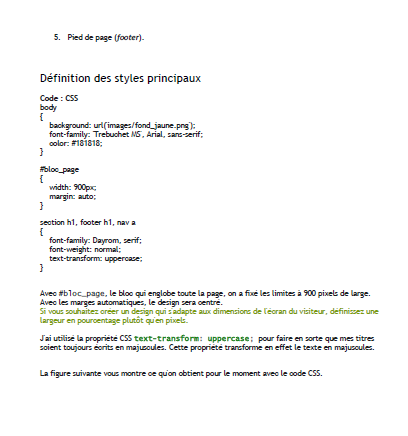 5. Pied de page (footer).
Définition des styles principaux
Code : CSS
body
{
background: url('images/fond_jaune.png');
font-family: 'Trebuchet MS', Arial, sans-serif;
color: #181818;
}
#bloc_page
{
width: 900px;
margin: auto;
}
section h1, footer h1, nav a
{
font-family: Dayrom, serif;
font-weight: normal;
text-transform: uppercase;
}
Avec #bloc_page, le bloc qui englobe toute la page, on a fixé les limites à 900 pixels de large.
Avec les marges automatiques, le design sera centré.
Si vous souhaitez créer un design qui s'adapte aux dimensions de l'écran du visiteur, définissez une
largeur en pourcentage plutôt qu'en pixels.
J'ai utilisé la propriété CSS text-transform: uppercase; pour faire en sorte que mes titres
soient toujours écrits en majuscules. Cette propriété transforme en effet le texte en majuscules.
La figure suivante vous montre ce qu'on obtient pour le moment avec le code CSS.